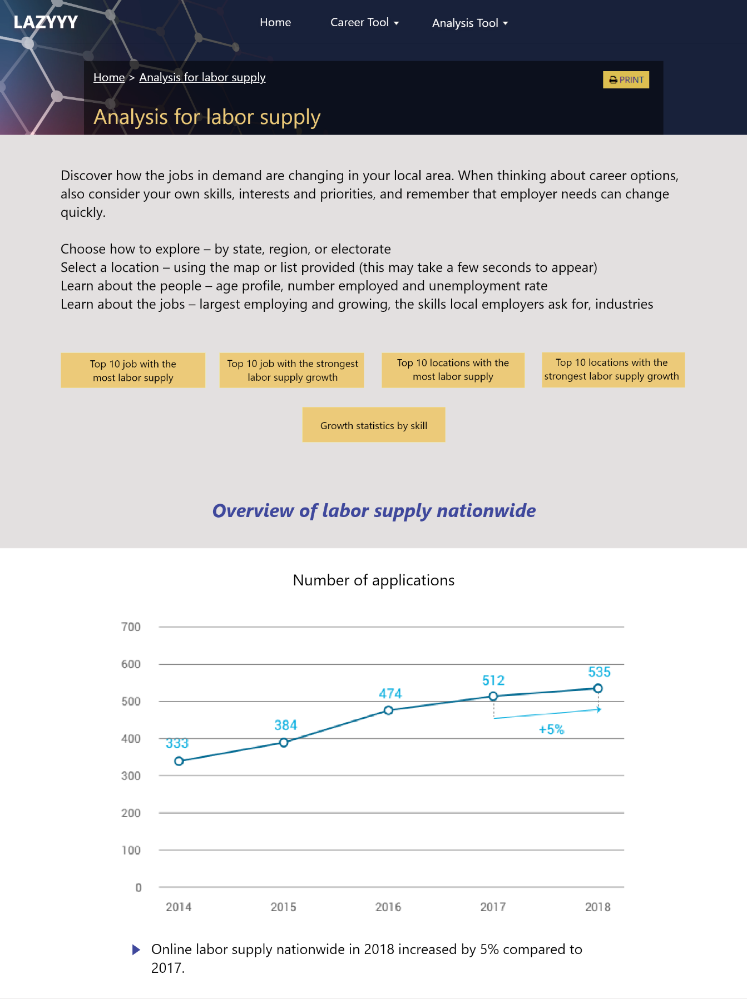 LAZYYY
Home
Career Tool
Analysis Tool
Home > Analysis for labor supply
PRINT
Analysis for labor supply
Discover how the jobs in demand are changing in your local area. When thinking about career options,
also consider your own skills, interests and priorities, and remember that employer needs can change
quickly.
Choose how to explore – by state, region, or electorate
Select a location – using the map or list provided (this may take a few seconds to appear)
Learn about the people – age profile, number employed and unemployment rate
Learn about the jobs – largest employing and growing, the skills local employers ask for, industries
Top 10 job with the
most labor supply
Top 10 job with the strongest
labor supply growth
Top 10 locations with the
most labor supply
Top 10 locations with the
strongest labor supply growth
Growth statistics by skill
Overview of labor supply nationwide
Number of applications
700
600
500
400
300
200
100
0
333
384
474
512
535
+5%
2014
2015
2016
2017
2018
Online labor supply nationwide in 2018 increased by 5% compared to
2017.